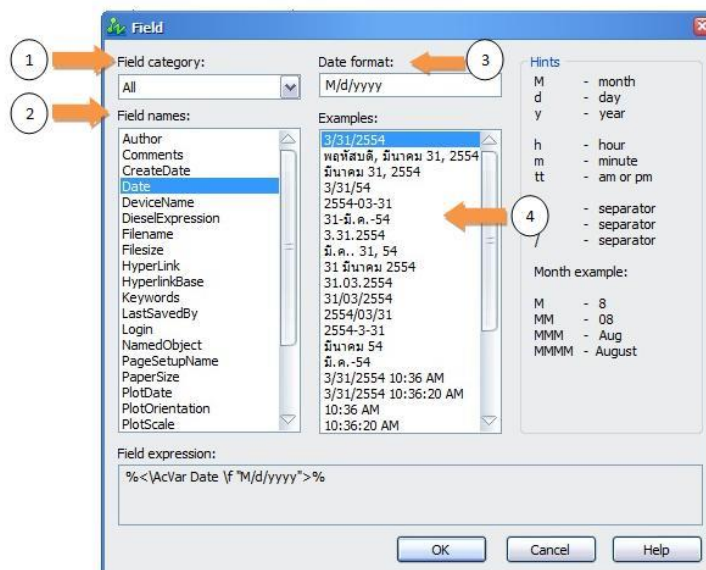 Field
1
Field category:
All
2
Field names:
Author
Comments
CreateDate
Date
DeviceName
DieselExpression
Filename
Filesize
HyperLink
HyperlinkBase
Keywords
LastSavedBy
Login
NamedObject
PageSetupName
PaperSize
PlotDate
PlotOrientation
PlotScale
Date format:
3
M/d/yyyy
Examples:
3/31/2554
พฤหัสบดี, มีนาคม 31, 2554
มีนาคม 31, 2554
3/31/54
2554-03-31
31-มี.ค.-54
3.31.2554
มี.ค.. 31, 54
31 มีนาคม 2554
31.03.2554
31/03/2554
2554/03/31
2554-3-31
มีนาคม 54
มี.ค.-54
3/31/2554 10:36 AM
3/31/2554 10:36:20 AM
10:36 AM
10:36:20 AM
4
Hints
M - month
d - day
y - year
h - hour
m - minute
tt - am or pm
- separator
- separator
/ - separator
Month example:
M - 8
MM - 08
MMM - Aug
MMMM - August
Field expression:
%<\AcVar Date \f "M/d/yyyy">%
OK
Cancel
Help